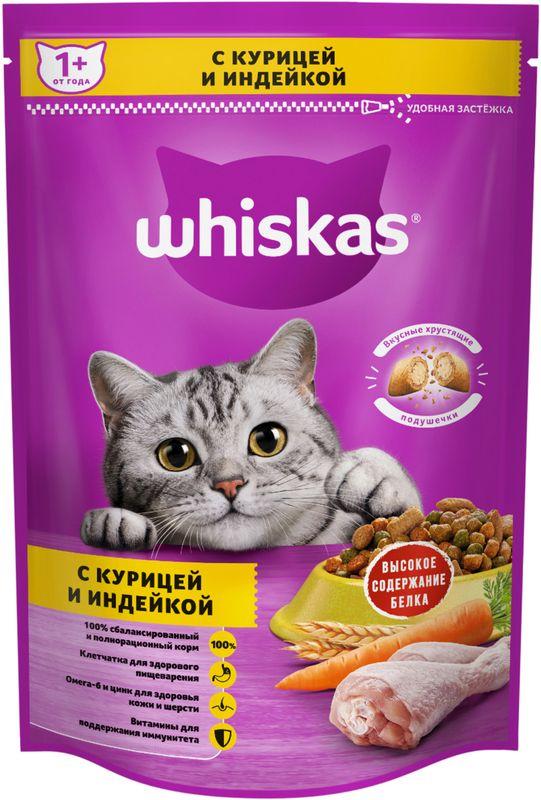 1+
ОТ ГОДА
С КУРИЦЕЙ
И ИНДЕЙКОЙ
УДОБНАЯ ЗАСТЁЖКА
whiskas®
Вкусные хрустящие
подушечки
ВЫСОКОЕ
СОДЕРЖАНИЕ
БЕЛКА
С КУРИЦЕЙ
И ИНДЕЙКОЙ
100% сбалансированный
и полнорационный корм
100%
Клетчатка для здорового
пищеварения
Омега-6 и цинк для здоровья
кожи и шерсти
Витамины для
поддержания иммунитета